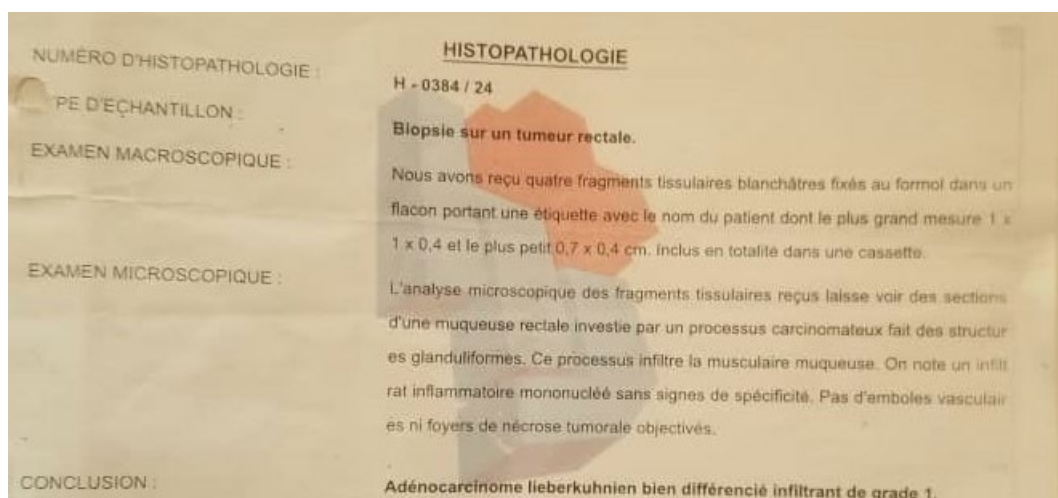 HISTOPATHOLOGIE
NUMÉRO D'HISTOPATHOLOGIE :
H - 0384 / 24
PE D'ECHANTILLON :
Biopsie sur un tumeur rectale.
EXAMEN MACROSCOPIQUE :
Nous avons reçu quatre fragments tissulaires blanchâtres fixés au formol dans un
flacon portant une étiquette avec le nom du patient dont le plus grand mesure 1 x
1 x 0,4 et le plus petit 0,7 x 0,4 cm. Inclus en totalité dans une cassette.
EXAMEN MICROSCOPIQUE :
L'analyse microscopique des fragments tissulaires reçus laisse voir des sections
d'une muqueuse rectale investie par un processus carcinomateux fait des structur
es glanduliformes. Ce processus infiltre la musculaire muqueuse. On note un infilt
rat inflammatoire mononucléé sans signes de spécificité. Pas d'emboles vasculair
es ni foyers de nécrose tumorale objectivés.
CONCLUSION :
Adénocarcinome lieberkuhnien bien différencié infiltrant de grade 1.